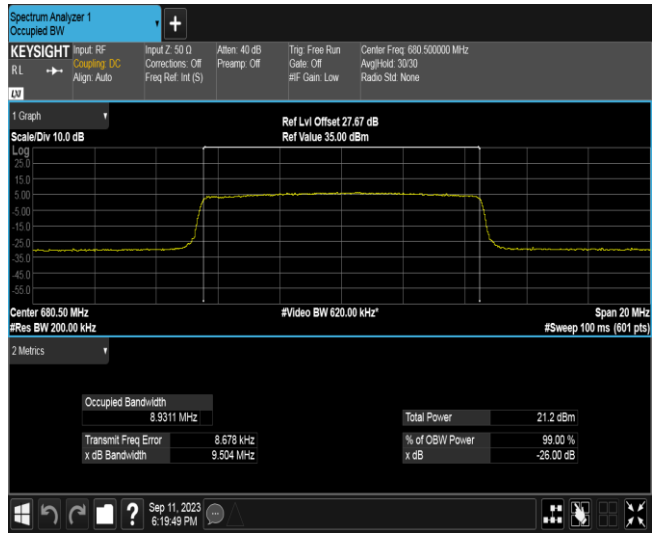 Spectrum Analyzer 1
Occupied BW
+
KEYSIGHT Input: RF Input Z: 50 Ω Atten: 40 dB Trig: Free Run Center Freq: 680.500000 MHz
RL Coupling: DC Corrections: Off Preamp: Off Gate: Off Avg|Hold: 30/30
Align: Auto Freq Ref: Int (S) #IF Gain: Low Radio Std: None
LXI
1 Graph
Ref Lvl Offset 27.67 dB
Scale/Div 10.0 dB Ref Value 35.00 dBm
Log
25.0
15.0
5.00
-5.00
-15.0
-25.0
-35.0
-45.0
-55.0
Center 680.50 MHz #Video BW 620.00 kHz* Span 20 MHz
#Res BW 200.00 kHz #Sweep 100 ms (601 pts)
2 Metrics
Occupied Bandwidth
8.9311 MHz Total Power 21.2 dBm
Transmit Freq Error 8.678 kHz % of OBW Power 99.00 %
x dB Bandwidth 9.504 MHz x dB -26.00 dB
? Sep 11, 2023
6:19:49 PM